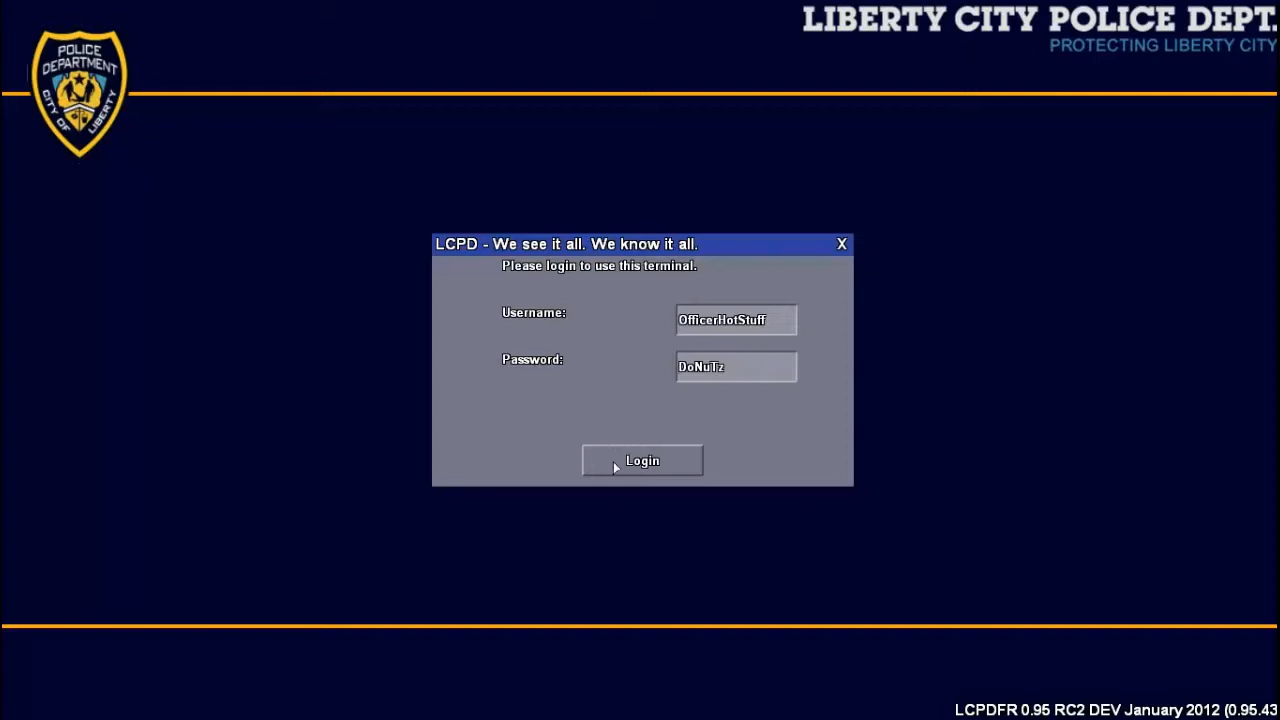 LIBERTY CITY POLICE DEPT.
PROTECTING LIBERTY CITY
POLICE
DEPARTMENT
CITY OF LIBERTY
LCPD - We see it all. We know it all. X
Please login to use this terminal.
Username: OfficerHotStuff
Password: DoNuTz
Login
LCPDFR 0.95 RC2 DEV January 2012 (0.95.43